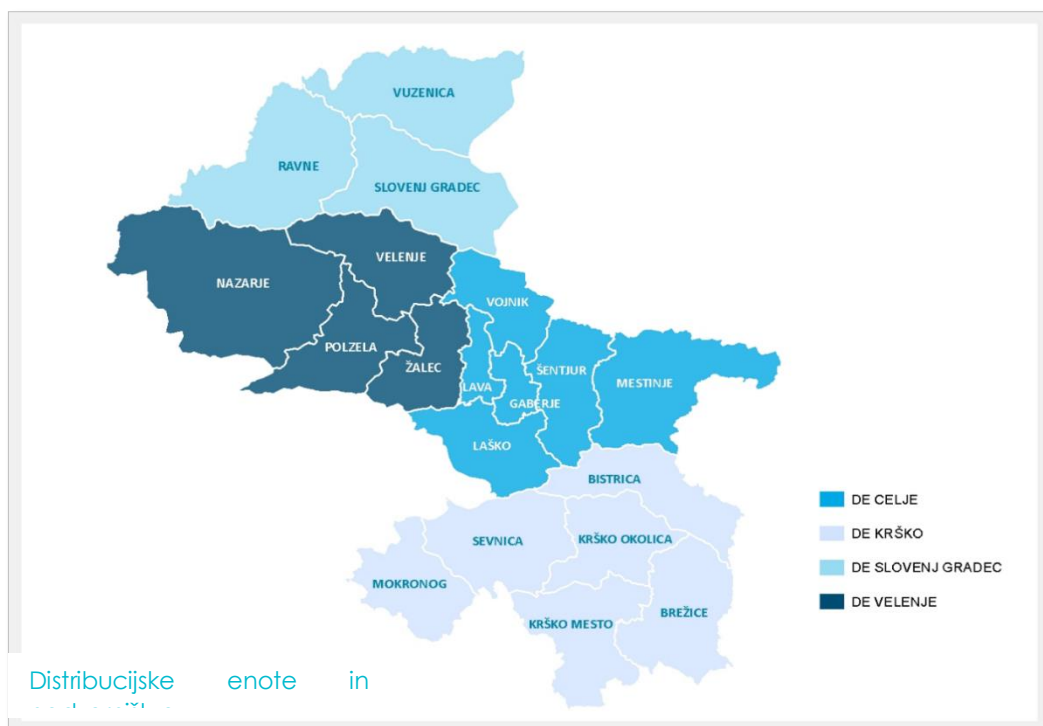 VUZENICA
RAVNE
SLOVENJ GRADEC
VELENJE
NAZARJE
VOJNIK
POLZELA
ŽALEC
ŠENTJUR
LAVA
MESTINJE
GABERJE
LAŠKO
BISTRICA
SEVNICA
KRŠKO OKOLICA
MOKRONOG
KRŠKO MESTO
BREŽICE
DE CELJE
DE KRŠKO
DE SLOVENJ GRADEC
DE VELENJE
Distribucijske enote in